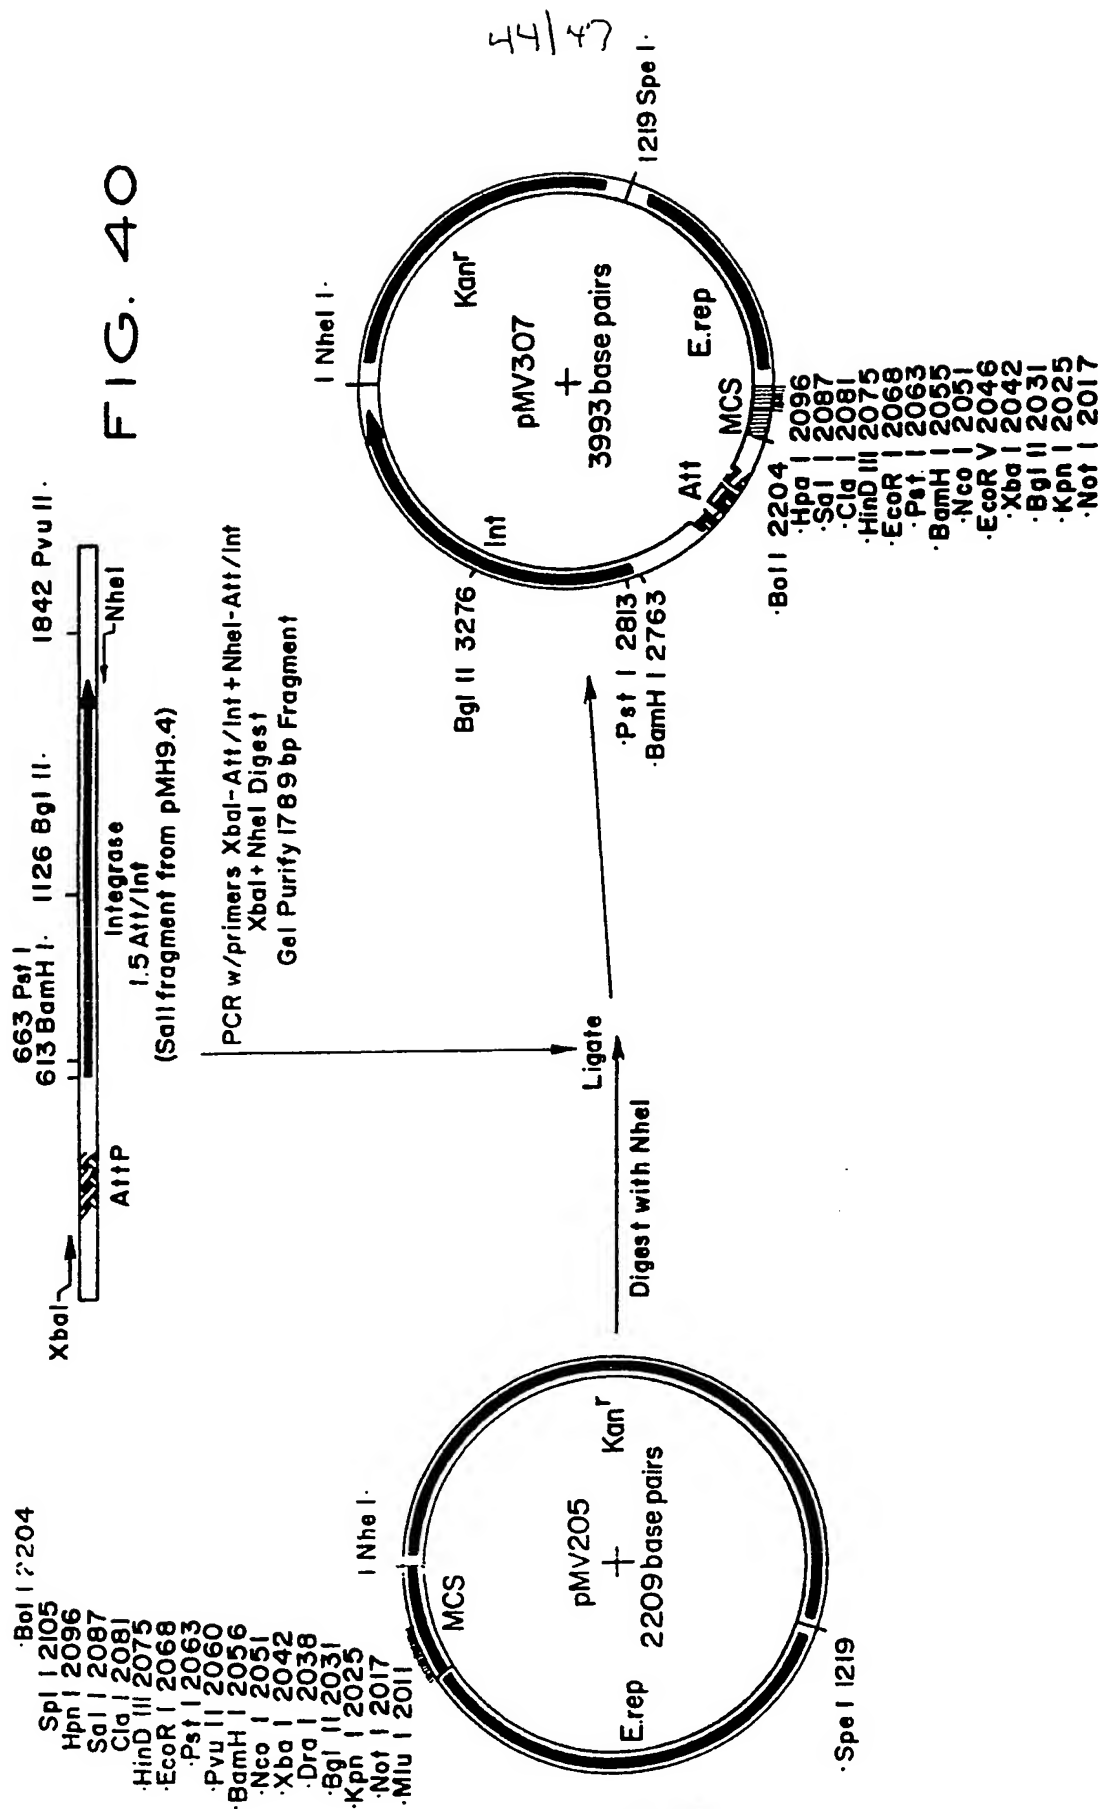 44/47
FIG. 40
663 Pst I
613 BamH I·
1126 Bgl II·
1842 Pvu II·
XbaI
NheI
AttP
Integrase
1.5 Att/Int
(SalI fragment from pMH9.4)
PCR w/primers XbaI-Att/Int + NheI-Att/Int
XbaI + NheI Digest
Gel Purify 1789 bp Fragment
Ligate
Digest with NheI
·Bal I 2204
Spl I 2105
Hpn I 2096
Sal I 2087
Cla I 2081
·HinD III 2075
·EcoR I 2068
·Pst I 2063
·Pvu II 2060
·BamH I 2056
·Nco I 2051
·Xba I 2042
·Dra I 2038
·Bgl II 2031
·Kpn I 2025
·Not I 2017
·Mlu I 2011
1 Nhe I·
MCS
Kanʳ
pMV205
2209 base pairs
E.rep
·Spe I 1219
1 NheI I·
Kanʳ
pMV307
3993 base pairs
1219 Spe I·
E.rep
MCS
Att
Int
Bgl II 3276
·Pst I 2813
·BamH I 2763
·Bal I 2204
·Hpa I 2096
·Sal I 2087
·Cla I 2081
·HinD III 2075
·EcoR I 2068
·Pst I 2063
·BamH I 2055
·Nco I 2051
·EcoR V 2046
·Xba I 2042
·Bgl II 2031
·Kpn I 2025
·Not I 2017